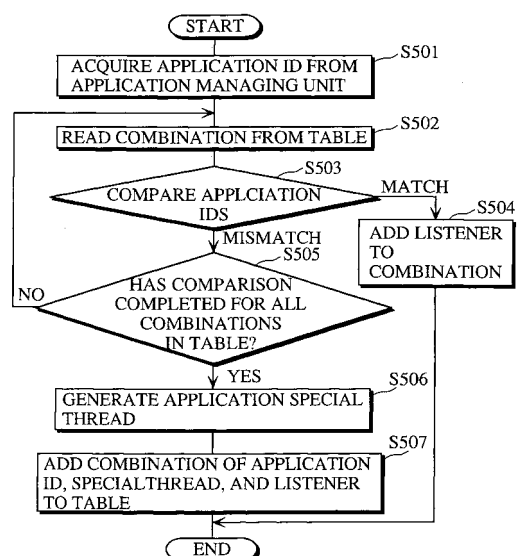 START
S501
ACQUIRE APPLICATION ID FROM
APPLICATION MANAGING UNIT
S502
READ COMBINATION FROM TABLE
S503
COMPARE APPLCIATION
IDS
MATCH
S504
ADD LISTENER
TO
COMBINATION
MISMATCH
S505
NO
HAS COMPARISON
COMPLETED FOR ALL
COMBINATIONS
IN TABLE?
YES
S506
GENERATE APPLICATION SPECIAL
THREAD
S507
ADD COMBINATION OF APPLICATION
ID, SPECIALTHREAD, AND LISTENER
TO TABLE
END